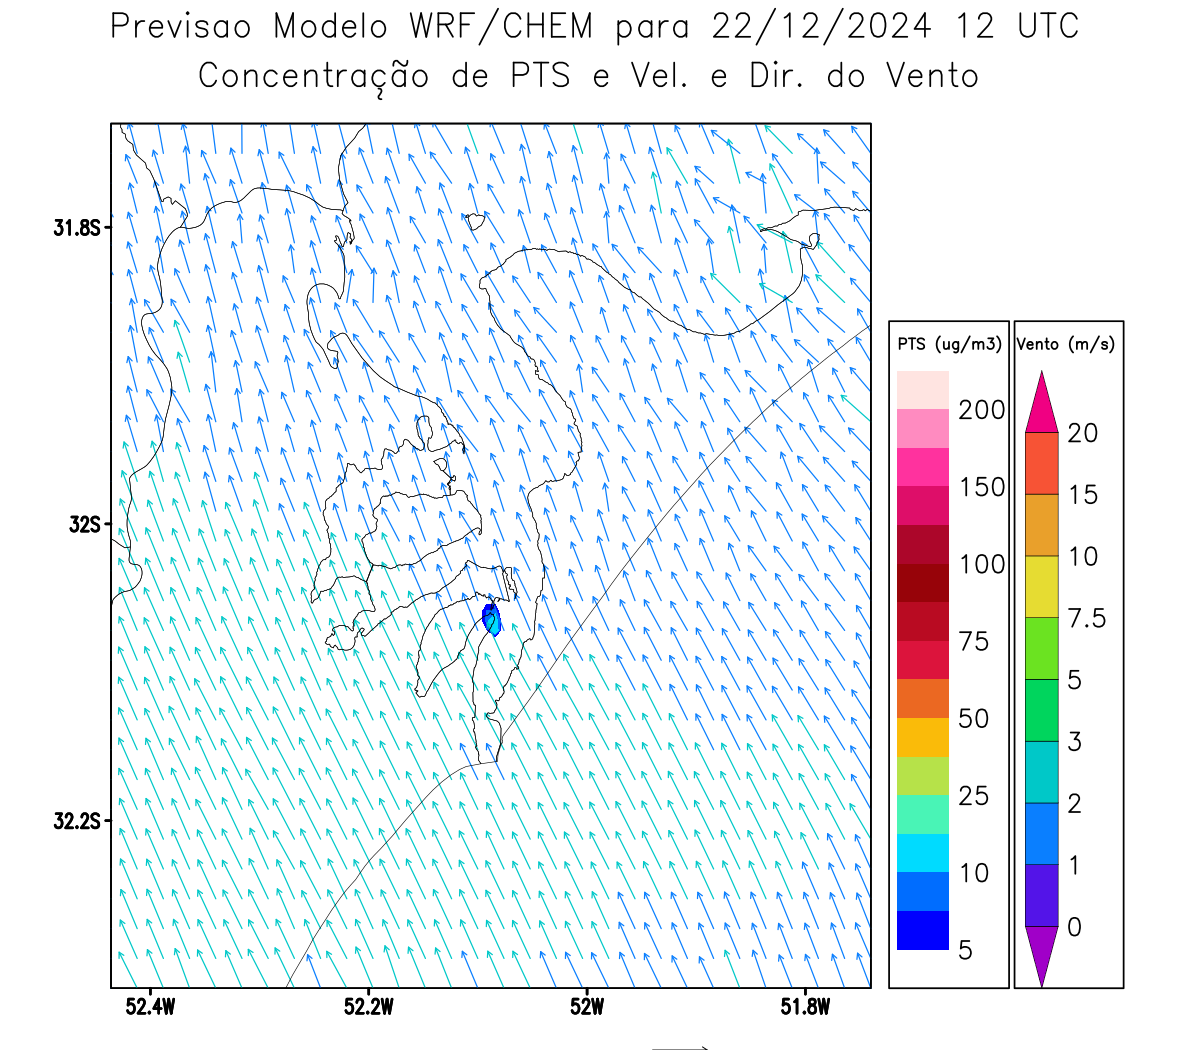 Previsao Modelo WRF/CHEM para 22/12/2024 12 UTC
Concentração de PTS e Vel. e Dir. do Vento
31.8S
32S
32.2S
52.4W
52.2W
52W
51.8W
PTS (ug/m3)
200
150
100
75
50
25
10
5
Vento (m/s)
20
15
10
7.5
5
3
2
1
0